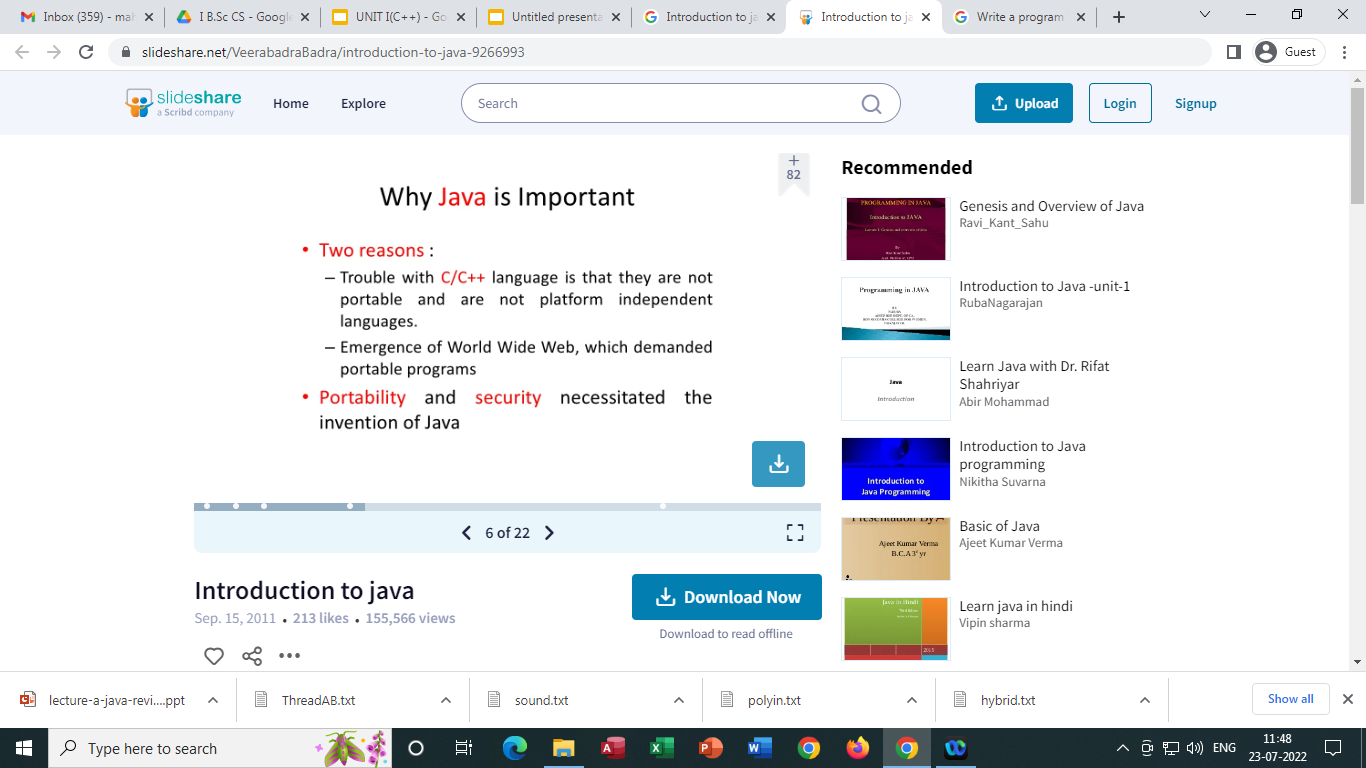 Inbox (359) - mah
I B.Sc CS - Google
UNIT I(C++) - Go
Untitled presenta
Introduction to ja
Introduction to ja
Write a program
slideshare.net/VeerabadraBadra/introduction-to-java-9266993
Guest
slideshare
a Scribd company
Home
Explore
Search
Upload
Login
Signup
82
Why Java is Important
• Two reasons :
– Trouble with C/C++ language is that they are not
portable and are not platform independent
languages.
– Emergence of World Wide Web, which demanded
portable programs
• Portability and security necessitated the
invention of Java
6 of 22
Introduction to java
Sep. 15, 2011 • 213 likes • 155,566 views
Download Now
Download to read offline
Recommended
PROGRAMMING IN JAVA
Introduction to JAVA
Genesis and Overview of Java
Ravi_Kant_Sahu
Programming in JAVA
Introduction to Java -unit-1
RubaNagarajan
Java
Introduction
Learn Java with Dr. Rifat
Shahriyar
Abir Mohammad
Introduction to
Java Programming
Introduction to Java
programming
Nikitha Suvarna
Presentation By
Ajeet Kumar Verma
B.C.A 3rd yr
Basic of Java
Ajeet Kumar Verma
Java in Hindi
2013
Learn java in hindi
Vipin sharma
lecture-a-java-revi....ppt
ThreadAB.txt
sound.txt
polyin.txt
hybrid.txt
Show all
Type here to search
ENG
11:48
23-07-2022